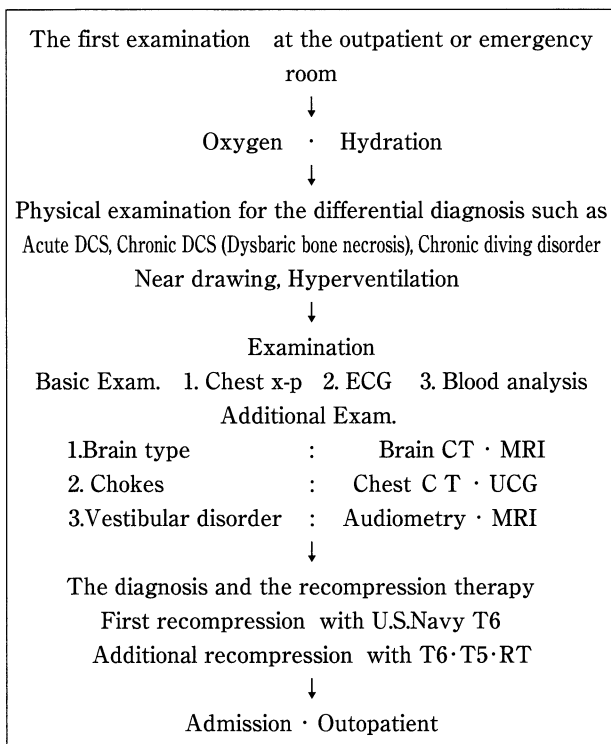 The first examination at the outpatient or emergency
room
↓
Oxygen · Hydration
↓
Physical examination for the differential diagnosis such as
Acute DCS, Chronic DCS (Dysbaric bone necrosis), Chronic diving disorder
Near drawing, Hyperventilation
↓
Examination
Basic Exam. 1. Chest x-p 2. ECG 3. Blood analysis
Additional Exam.
1.Brain type : Brain CT · MRI
2. Chokes : Chest C T · UCG
3.Vestibular disorder : Audiometry · MRI
↓
The diagnosis and the recompression therapy
First recompression with U.S.Navy T6
Additional recompression with T6·T5·RT
↓
Admission · Outopatient